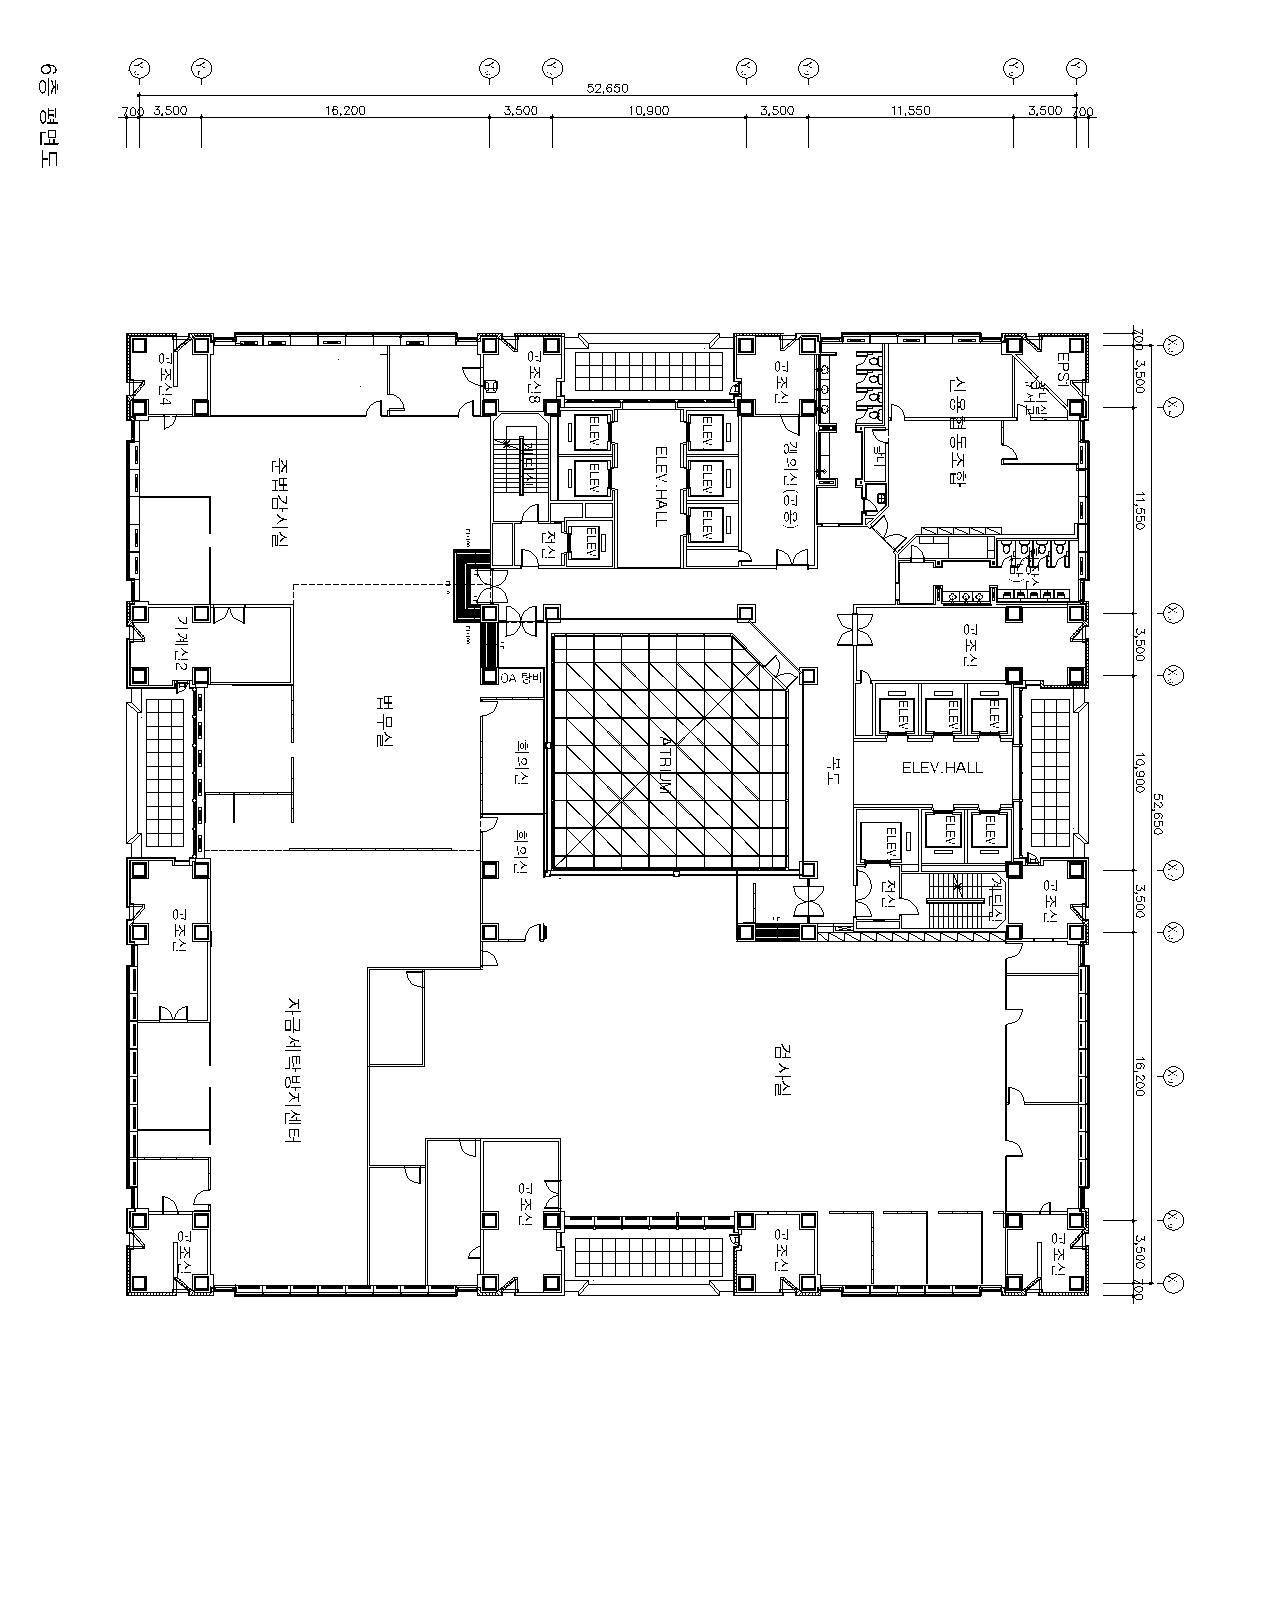 52,650
700 3,500 11,550 3,500 10,900 3,500 16,200 3,500 700
EPS1
공조실
공조실
ELEV.
ELEV
계단실
신용협동조합
공조실
ELEV.HALL
ELEV
ELEV
ELEV
ELEV
전실
복도
공조실
갱의실(공용)
검사실
공조실
ELEV.
ELEV
ELEV
ELEV.HALL
ATRIUM
ELEV.
ELEV
ELEV
전실
공조실8
계단실
OA 장비
회의실
회의실
공조실
법무실
준법감시실
자금세탁방지센터
공조실4
기계실2
공조실
공조실
700
3,500
11,550
3,500
10,900
52,650
3,500
16,200
3,500
700
6층 평면도